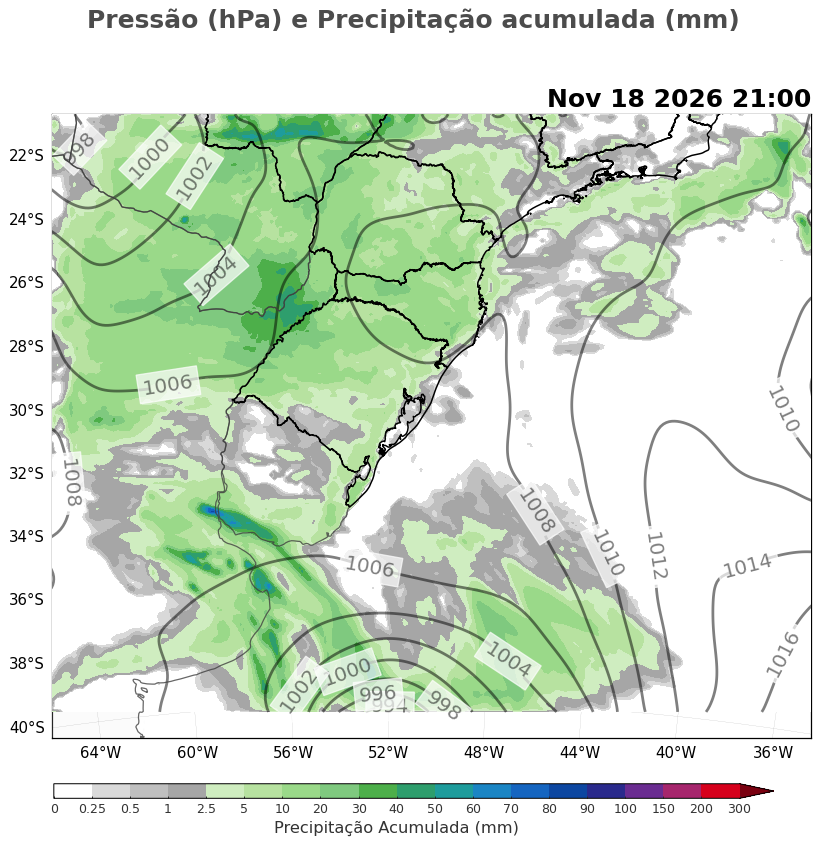 Pressão (hPa) e Precipitação acumulada (mm)
Nov 18 2026 21:00
998
1000
1002
1004
1006
1008
22°S
24°S
26°S
28°S
30°S
32°S
34°S
36°S
38°S
40°S
1010
1008
1010
1012
1014
1016
1006
1004
1002
1000
996
994
998
64°W 60°W 56°W 52°W 48°W 44°W 40°W 36°W
0 0.25 0.5 1 2.5 5 10 20 30 40 50 60 70 80 90 100 150 200 300
Precipitação Acumulada (mm)